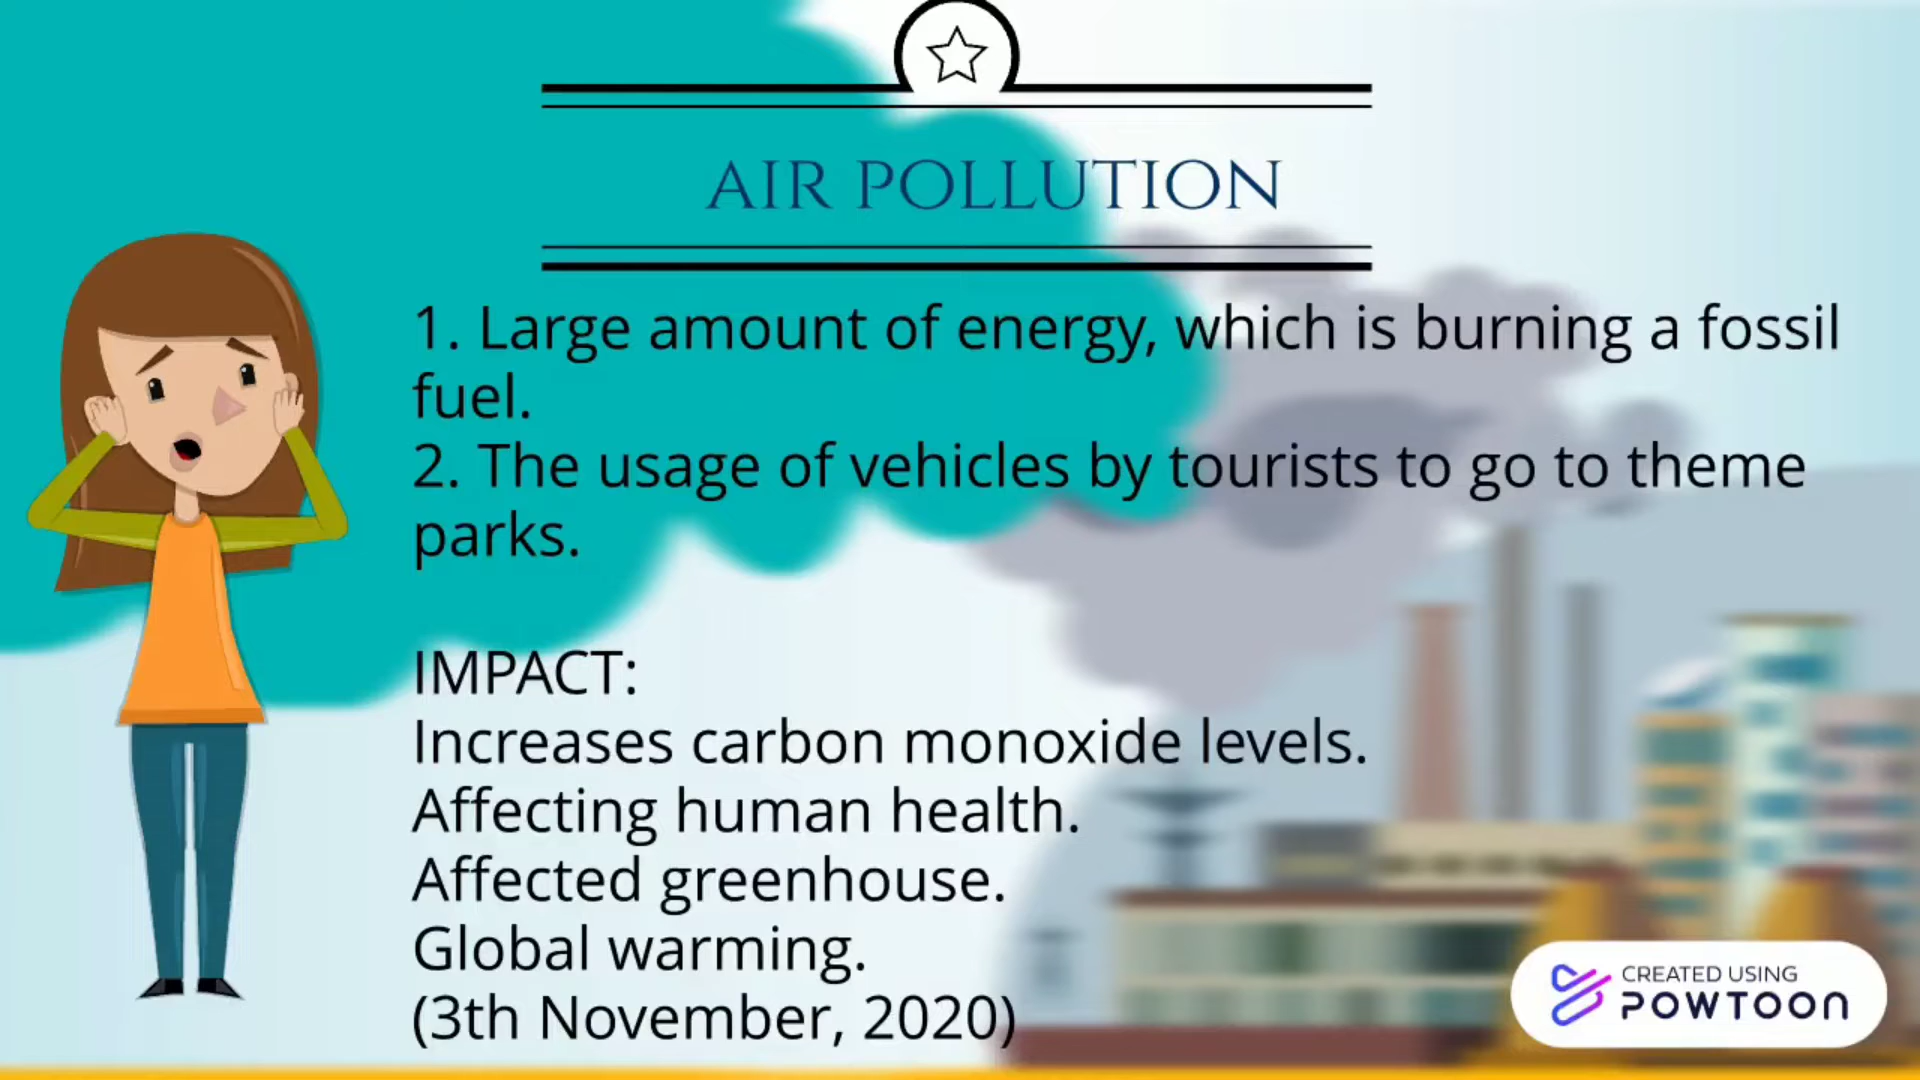 AIR POLLUTION
1. Large amount of energy, which is burning a fossil
fuel.
2. The usage of vehicles by tourists to go to theme
parks.
IMPACT:
Increases carbon monoxide levels.
Affecting human health.
Affected greenhouse.
Global warming.
(3th November, 2020)
CREATED USING
POWTOON